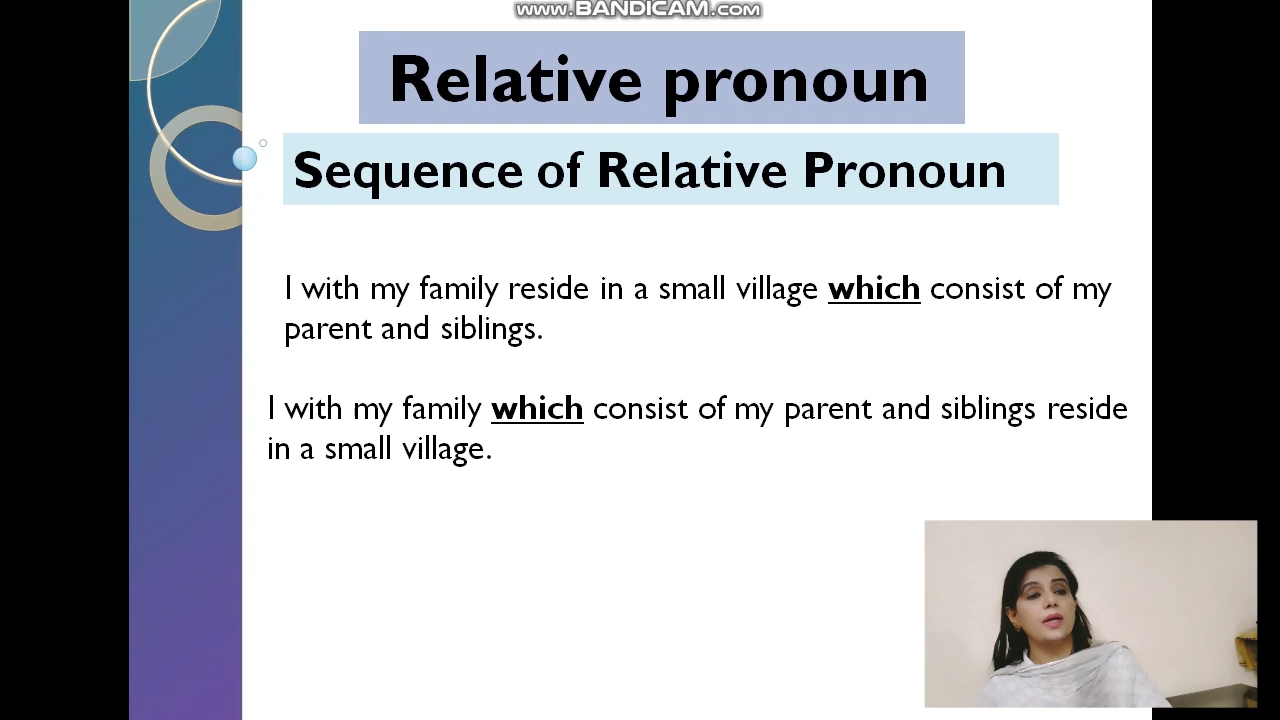 www.BANDICAM.com
Relative pronoun
Sequence of Relative Pronoun
I with my family reside in a small village which consist of my
parent and siblings.
I with my family which consist of my parent and siblings reside
in a small village.